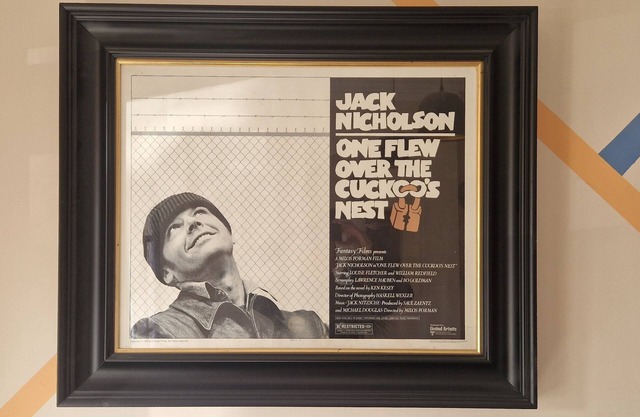 JACK
NICHOLSON
ONE FLEW
OVER THE
CUCKOO'S
NEST
Fantasy Films presents
A MILOS FORMAN FILM
"JACK NICHOLSON in ONE FLEW OVER THE CUCKOO'S NEST"
Starring LOUISE FLETCHER and WILLIAM REDFIELD
Screenplay LAWRENCE HAUBEN and BO GOLDMAN
Based on the novel by KEN KESEY
Director of Photography HASKELL WEXLER
Music - JACK NITZSCHE Produced by SAUL ZAENTZ
and MICHAEL DOUGLAS Directed by MILOS FORMAN
R RESTRICTED
United Artists